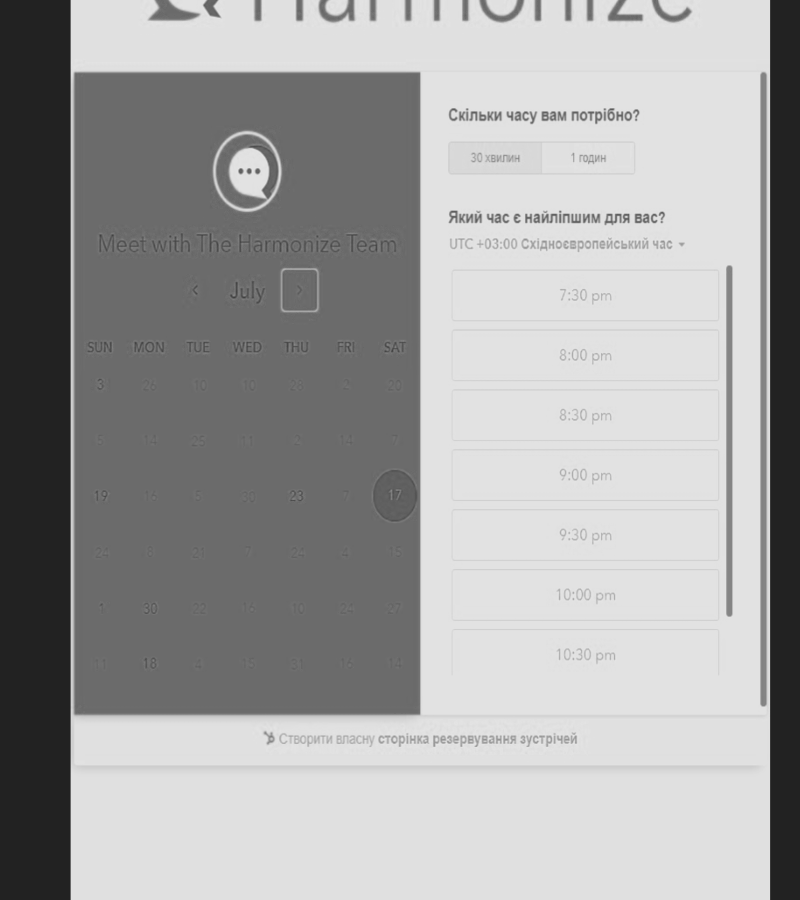 Harmonize
Meet with The Harmonize Team
July
SUN MON TUE WED THU FRI SAT
3 26 10 10 28 2 20
5 14 25 11 2 14 7
19 16 5 30 23 17
24 8 21 7 24 4 15
1 30 22 16 10 24 27
11 18 4 15 21 16 14
Скільки часу вам потрібно?
30 хвилин 1 годин
Який час є найліпшим для вас?
UTC +03:00 Східноєвропейський час
7:30 pm
8:00 pm
8:30 pm
9:00 pm
9:30 pm
10:00 pm
10:30 pm
Створити власну сторінка резервування зустрічей